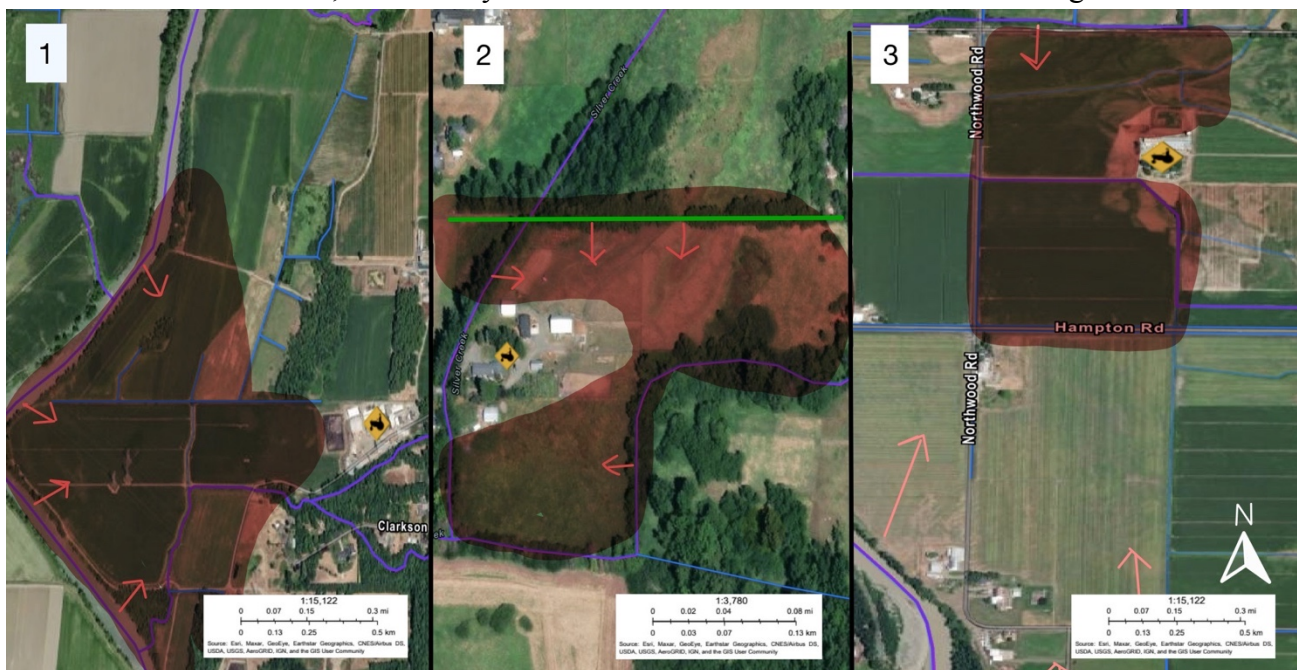 1
2
3
Silver Creek
Northwood Rd
Silver Creek
Hampton Rd
Northwood Rd
Clarkson
N
1:15,122
0 0.07 0.15 0.3 mi
0 0.13 0.25 0.5 km
Source: Esri, Maxar, GeoEye, Earthstar Geographics, CNES/Airbus DS,
USDA, USGS, AeroGRID, IGN, and the GIS User Community
1:3,780
0 0.02 0.04 0.08 mi
0 0.03 0.07 0.13 km
Source: Esri, Maxar, GeoEye, Earthstar Geographics, CNES/Airbus DS,
USDA, USGS, AeroGRID, IGN, and the GIS User Community
1:15,122
0 0.07 0.15 0.3 mi
0 0.13 0.25 0.5 km
Source: Esri, Maxar, GeoEye, Earthstar Geographics, CNES/Airbus DS,
USDA, USGS, AeroGRID, IGN, and the GIS User Community